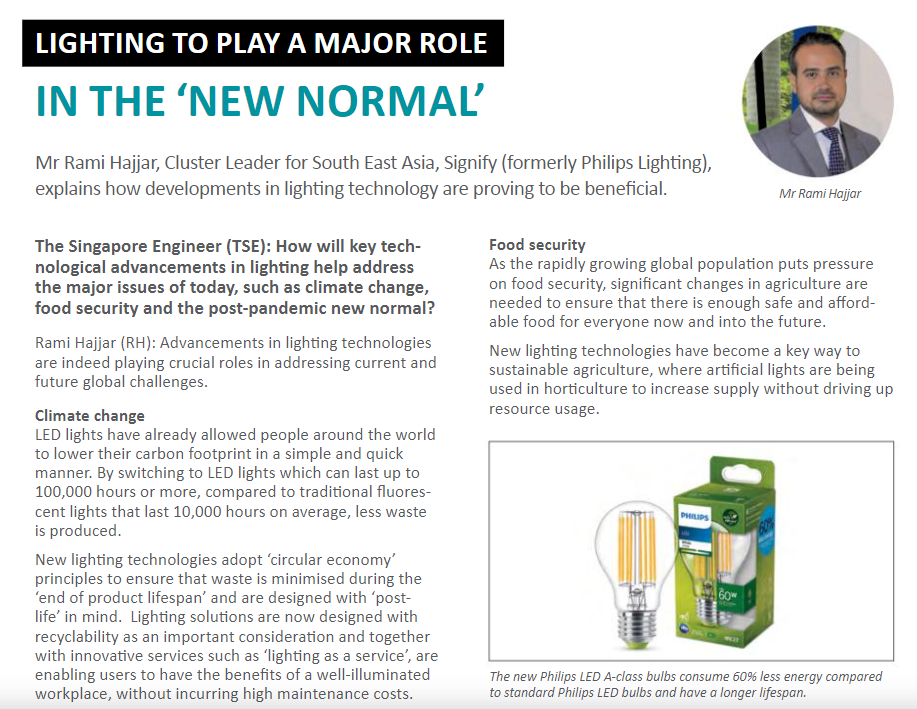 LIGHTING TO PLAY A MAJOR ROLE
IN THE ‘NEW NORMAL’
Mr Rami Hajjar, Cluster Leader for South East Asia, Signify (formerly Philips Lighting),
explains how developments in lighting technology are proving to be beneficial.
Mr Rami Hajjar
The Singapore Engineer (TSE): How will key tech-
nological advancements in lighting help address
the major issues of today, such as climate change,
food security and the post-pandemic new normal?
Rami Hajjar (RH): Advancements in lighting technologies
are indeed playing crucial roles in addressing current and
future global challenges.
Climate change
LED lights have already allowed people around the world
to lower their carbon footprint in a simple and quick
manner. By switching to LED lights which can last up to
100,000 hours or more, compared to traditional fluores-
cent lights that last 10,000 hours on average, less waste
is produced.
New lighting technologies adopt ‘circular economy’
principles to ensure that waste is minimised during the
‘end of product lifespan’ and are designed with ‘post-
life’ in mind.  Lighting solutions are now designed with
recyclability as an important consideration and together
with innovative services such as ‘lighting as a service’, are
enabling users to have the benefits of a well-illuminated
workplace, without incurring high maintenance costs.
Food security
As the rapidly growing global population puts pressure
on food security, significant changes in agriculture are
needed to ensure that there is enough safe and afford-
able food for everyone now and into the future.
New lighting technologies have become a key way to
sustainable agriculture, where artificial lights are being
used in horticulture to increase supply without driving up
resource usage.
PHILIPS
60%
60W
The new Philips LED A-class bulbs consume 60% less energy compared
to standard Philips LED bulbs and have a longer lifespan.